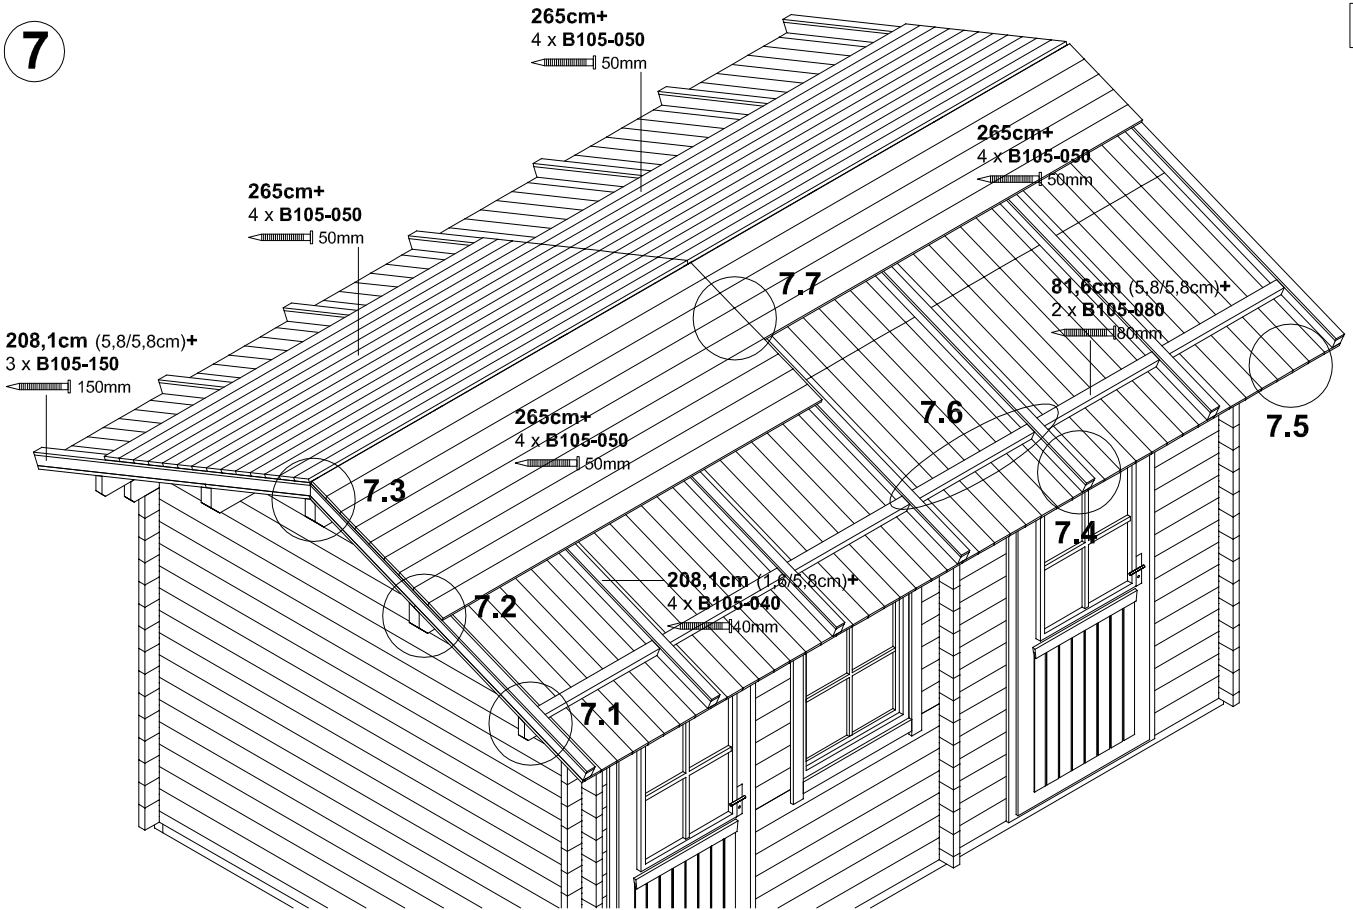 7
265cm+
4 x B105-050
50mm
265cm+
4 x B105-050
50mm
265cm+
4 x B105-050
50mm
7.7
81,6cm (5,8/5,8cm)+
2 x B105-080
80mm
208,1cm (5,8/5,8cm)+
3 x B105-150
150mm
265cm+
4 x B105-050
50mm
7.6
7.5
7.3
7.4
208,1cm (1,6/5,8cm)+
4 x B105-040
40mm
7.2
7.1